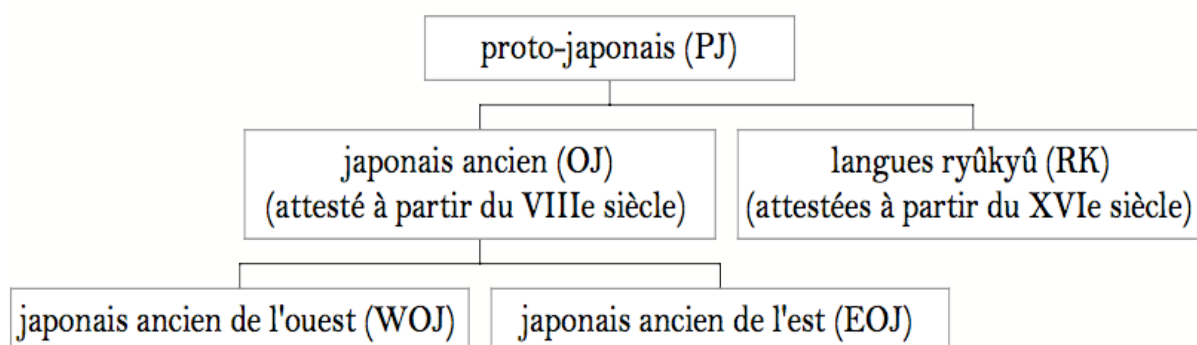 proto-japonais (PJ)
japonais ancien (OJ)
(attesté à partir du VIIIe siècle)
langues ryûkyû (RK)
(attestées à partir du XVIe siècle)
japonais ancien de l'ouest (WOJ)
japonais ancien de l'est (EOJ)